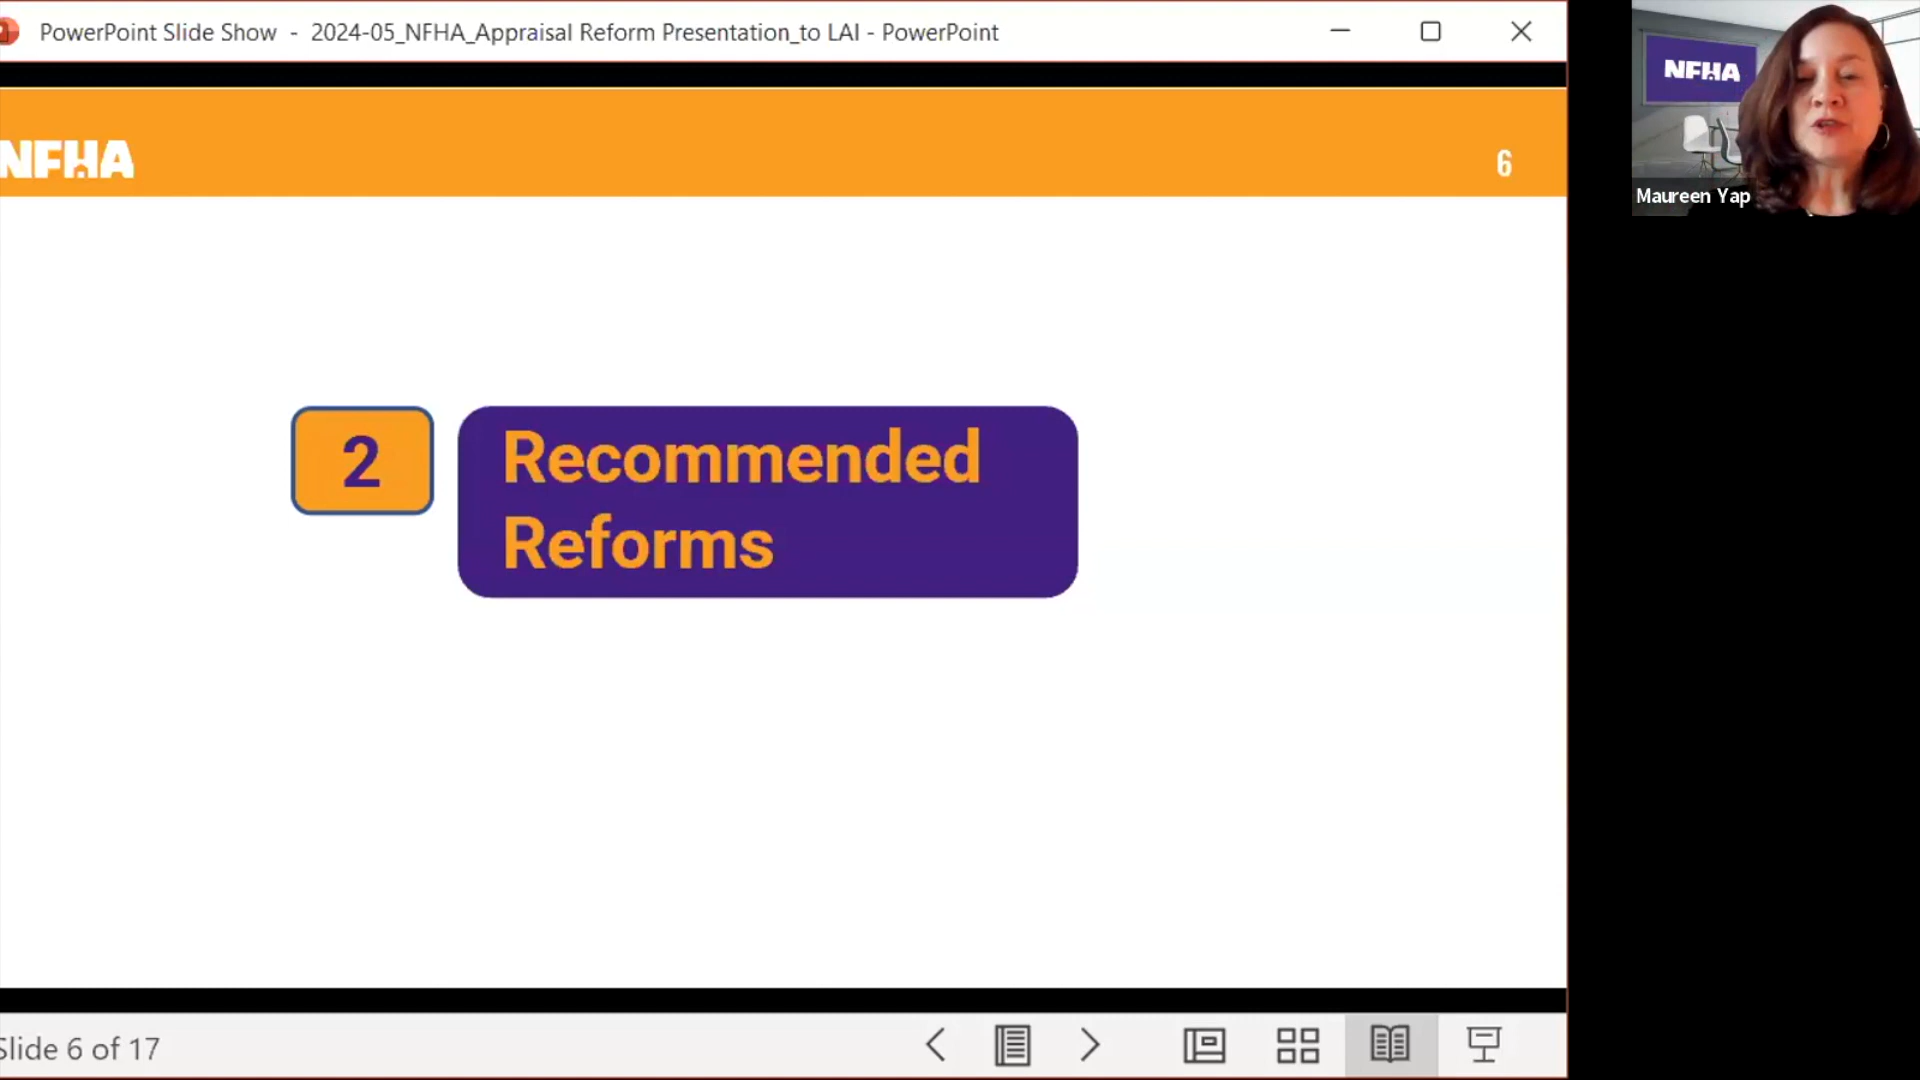 PowerPoint Slide Show - 2024-05_NFHA_Appraisal Reform Presentation_to LAI - PowerPoint
NFHA
6
2
Recommended
Reforms
Slide 6 of 17
NFHA
Maureen Yap